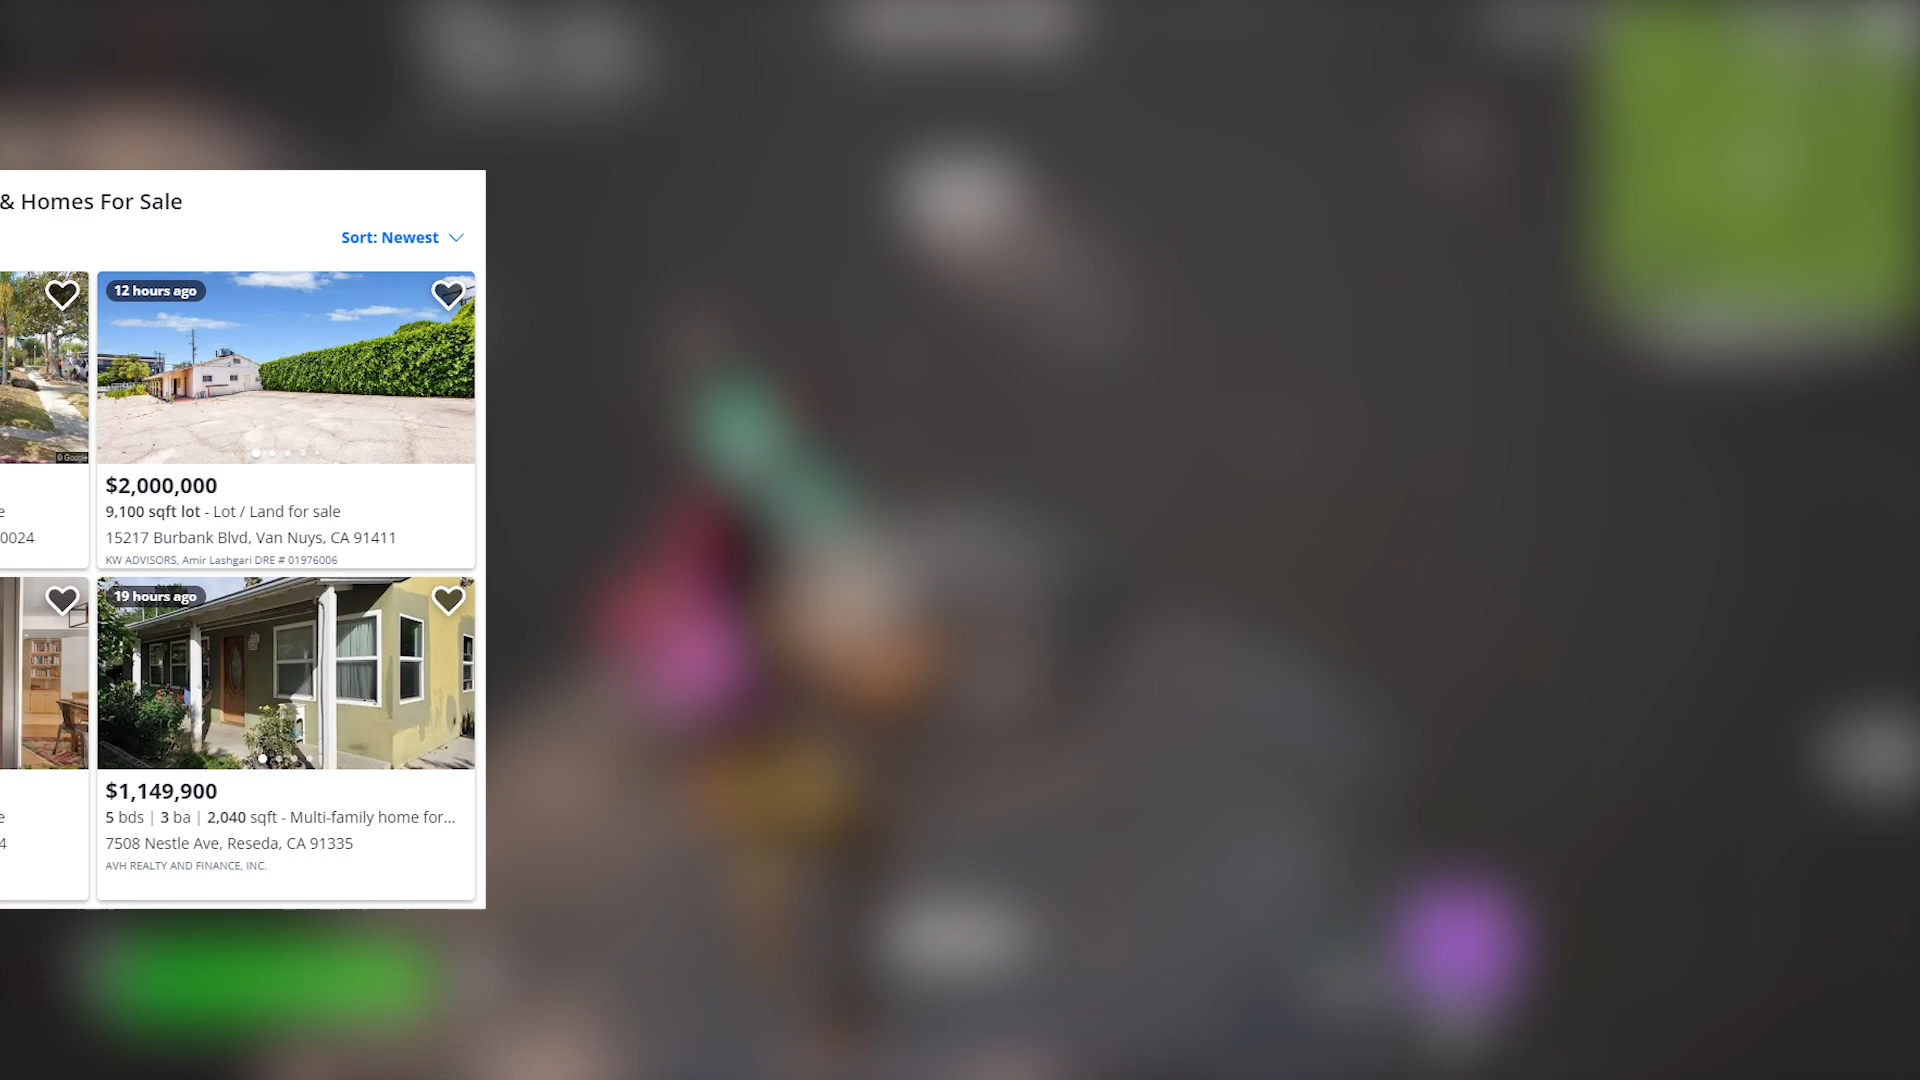 & Homes For Sale
Sort: Newest
12 hours ago
© Google
$2,000,000
9,100 sqft lot - Lot / Land for sale
0024
15217 Burbank Blvd, Van Nuys, CA 91411
KW ADVISORS, Amir Lashgari DRE # 01976006
19 hours ago
$1,149,900
e
5 bds | 3 ba | 2,040 sqft - Multi-family home for...
4
7508 Nestle Ave, Reseda, CA 91335
AVH REALTY AND FINANCE, INC.